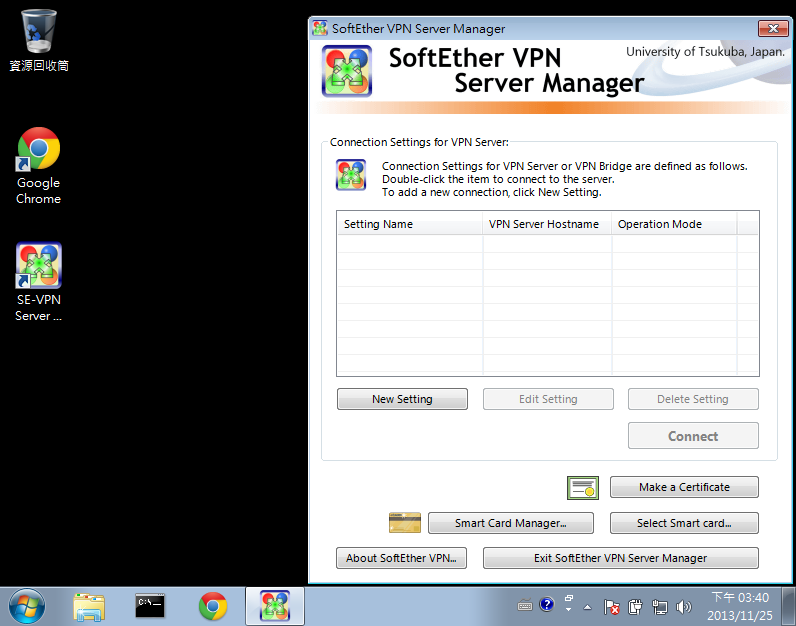 資源回收筒
Google
Chrome
SE-VPN
Server ...
SoftEther VPN Server Manager
SoftEther VPN
Server Manager
University of Tsukuba, Japan.
Connection Settings for VPN Server:
Connection Settings for VPN Server or VPN Bridge are defined as follows.
Double-click the item to connect to the server.
To add a new connection, click New Setting.
Setting Name VPN Server Hostname Operation Mode
New Setting Edit Setting Delete Setting
Connect
Make a Certificate
Smart Card Manager... Select Smart card...
About SoftEther VPN... Exit SoftEther VPN Server Manager
C:\_
下午 03:40
2013/11/25